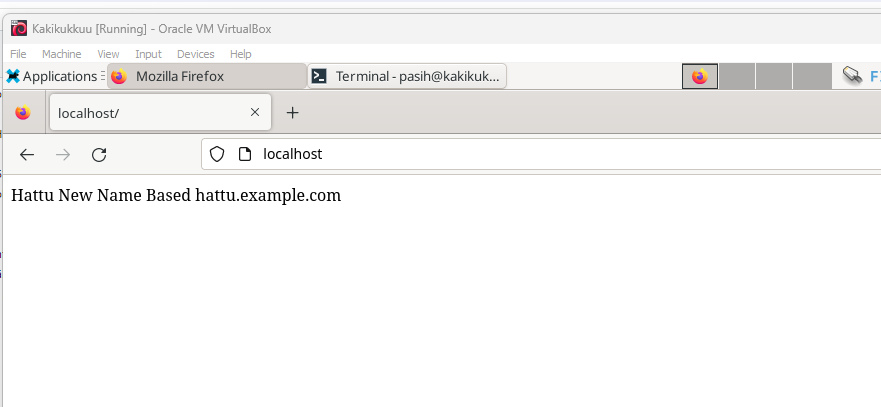 Kakikukkuu [Running] - Oracle VM VirtualBox
File Machine View Input Devices Help
Applications Mozilla Firefox Terminal - pasih@kakikuk...
localhost/
localhost
Hattu New Name Based hattu.example.com